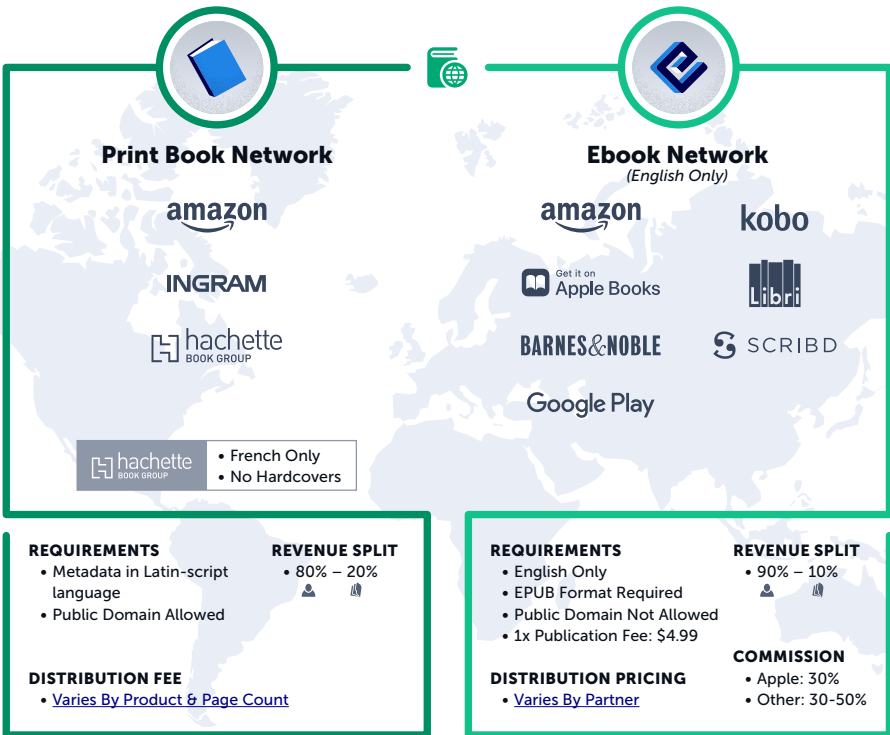 Print Book Network
amazon
INGRAM
hachette
BOOK GROUP
hachette
BOOK GROUP
• French Only
• No Hardcovers
REQUIREMENTS
• Metadata in Latin-script
language
• Public Domain Allowed
REVENUE SPLIT
• 80% – 20%
DISTRIBUTION FEE
• Varies By Product & Page Count
Ebook Network
(English Only)
amazon
kobo
Get it on
Apple Books
Libri
BARNES&NOBLE
SCRIBD
Google Play
REQUIREMENTS
• English Only
• EPUB Format Required
• Public Domain Not Allowed
• 1x Publication Fee: $4.99
REVENUE SPLIT
• 90% – 10%
DISTRIBUTION PRICING
• Varies By Partner
COMMISSION
• Apple: 30%
• Other: 30-50%